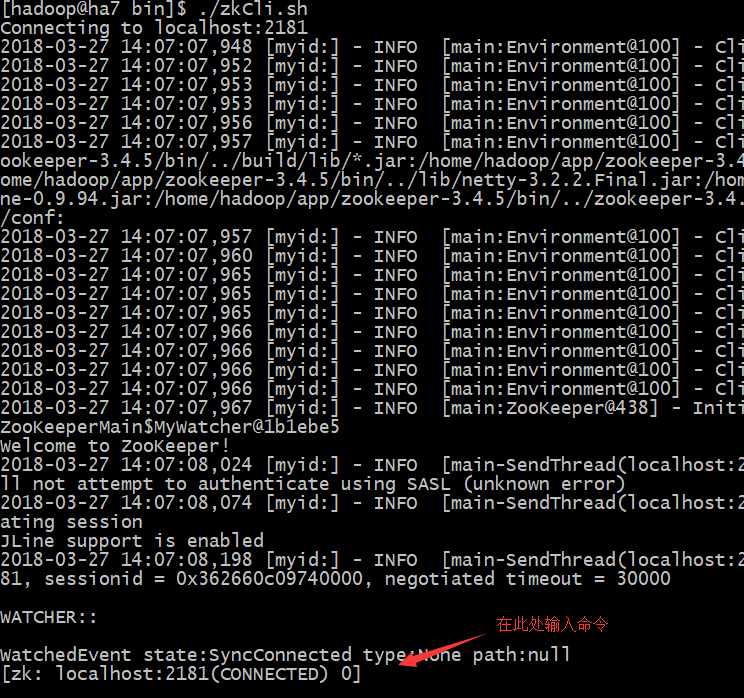 [hadoop@ha7 bin]$ ./zkCli.sh
Connecting to localhost:2181
2018-03-27 14:07:07,948 [myid:] - INFO  [main:Environment@100] - Cli
2018-03-27 14:07:07,952 [myid:] - INFO  [main:Environment@100] - Cli
2018-03-27 14:07:07,953 [myid:] - INFO  [main:Environment@100] - Cli
2018-03-27 14:07:07,953 [myid:] - INFO  [main:Environment@100] - Cli
2018-03-27 14:07:07,956 [myid:] - INFO  [main:Environment@100] - Cli
2018-03-27 14:07:07,957 [myid:] - INFO  [main:Environment@100] - Cli
ookeeper-3.4.5/bin/../build/lib/*.jar:/home/hadoop/app/zookeeper-3.4
ome/hadoop/app/zookeeper-3.4.5/bin/../lib/netty-3.2.2.Final.jar:/hom
ne-0.9.94.jar:/home/hadoop/app/zookeeper-3.4.5/bin/../zookeeper-3.4.
/conf:
2018-03-27 14:07:07,957 [myid:] - INFO  [main:Environment@100] - Cli
2018-03-27 14:07:07,960 [myid:] - INFO  [main:Environment@100] - Cli
2018-03-27 14:07:07,965 [myid:] - INFO  [main:Environment@100] - Cli
2018-03-27 14:07:07,965 [myid:] - INFO  [main:Environment@100] - Cli
2018-03-27 14:07:07,965 [myid:] - INFO  [main:Environment@100] - Cli
2018-03-27 14:07:07,966 [myid:] - INFO  [main:Environment@100] - Cli
2018-03-27 14:07:07,966 [myid:] - INFO  [main:Environment@100] - Cli
2018-03-27 14:07:07,966 [myid:] - INFO  [main:Environment@100] - Cli
2018-03-27 14:07:07,966 [myid:] - INFO  [main:Environment@100] - Cli
2018-03-27 14:07:07,967 [myid:] - INFO  [main:ZooKeeper@438] - Initi
ZooKeeperMain$MyWatcher@1b1ebe5
Welcome to ZooKeeper!
2018-03-27 14:07:08,024 [myid:] - INFO  [main-SendThread(localhost:2
ll not attempt to authenticate using SASL (unknown error)
2018-03-27 14:07:08,074 [myid:] - INFO  [main-SendThread(localhost:2
ating session
JLine support is enabled
2018-03-27 14:07:08,198 [myid:] - INFO  [main-SendThread(localhost:2
81, sessionid = 0x362660c09740000, negotiated timeout = 30000
WATCHER::
在此处输入命令
WatchedEvent state:SyncConnected type:None path:null
[zk: localhost:2181(CONNECTED) 0]